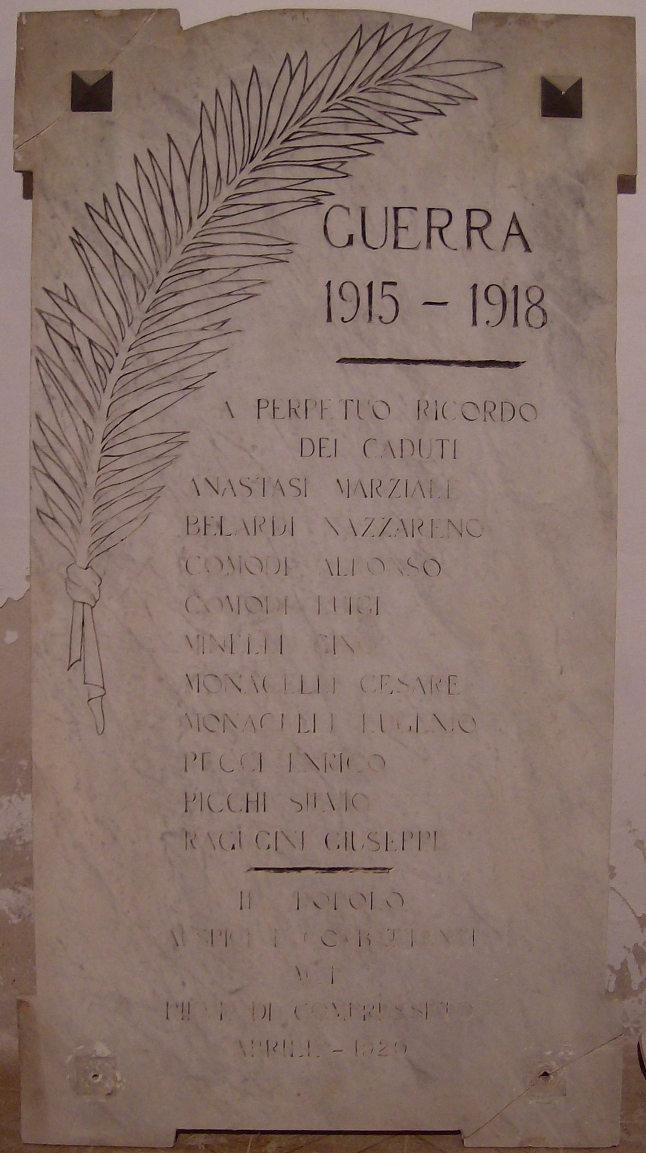 GUERRA
1915 – 1918
A PERPETUO RICORDO
DEI CADUTI
ANASTASI MARZIALE
BELARDI NAZZARENO
COMODI ALFONSO
COMODI LUIGI
MINELLI GINO
MONACELLI CESARE
MONACELLI EUGENIO
PECCI ENRICO
PICCHI SILVIO
RAGUGINI GIUSEPPE
IL POPOLO
AUSPICE COMBATTENTI
PIEVE DI COMPRESSETO
APRILE – 1920